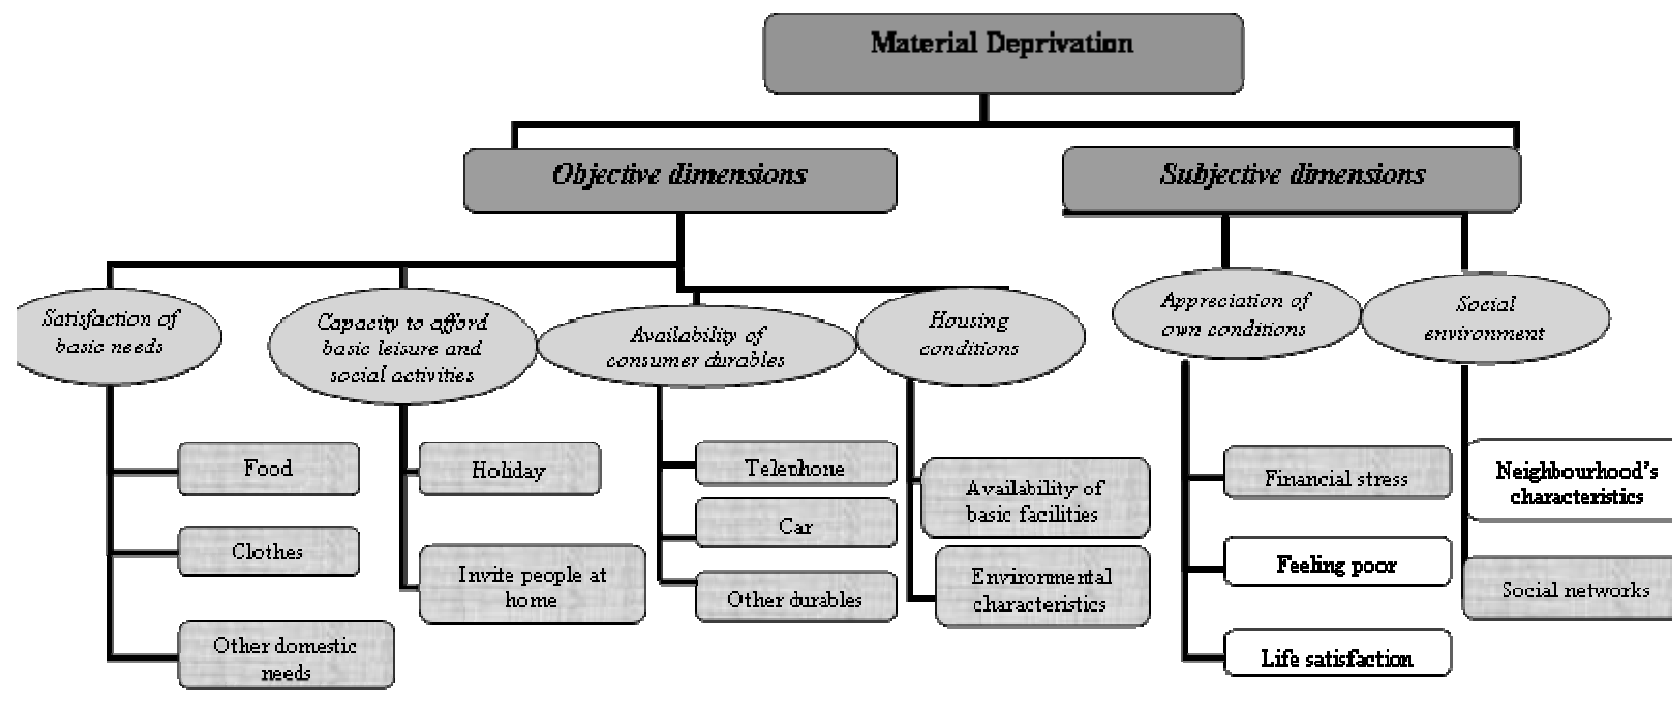 Material Deprivation
Objective dimensions
Subjective dimensions
Satisfaction of
basic needs
Capacity to afford
basic leisure and
social activities
Availability of
consumer durables
Housing
conditions
Appreciation of
own conditions
Social
environment
Food
Clothes
Other domestic
needs
Holiday
Invite people at
home
Telephone
Car
Other durables
Availability of
basic facilities
Environmental
characteristics
Financial stress
Feeling poor
Life satisfaction
Neighbourhood's
characteristics
Social networks